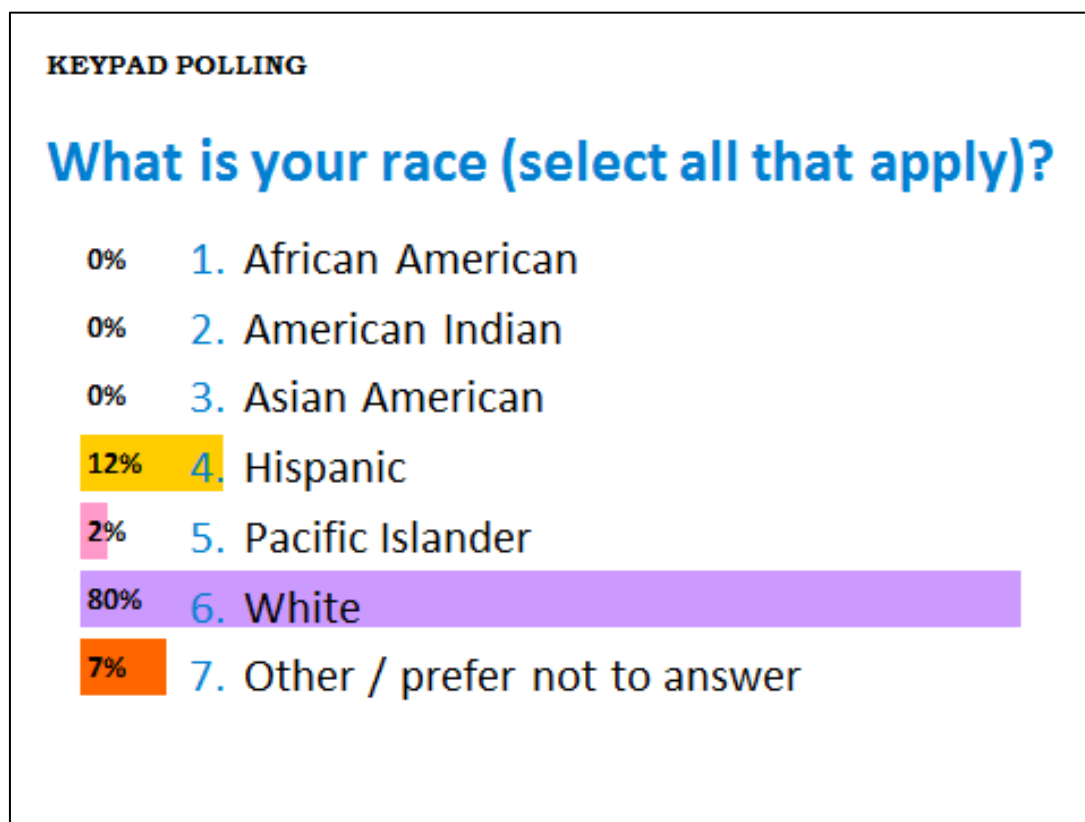 KEYPAD POLLING
What is your race (select all that apply)?
0% 1. African American
0% 2. American Indian
0% 3. Asian American
12% 4. Hispanic
2% 5. Pacific Islander
80% 6. White
7% 7. Other / prefer not to answer